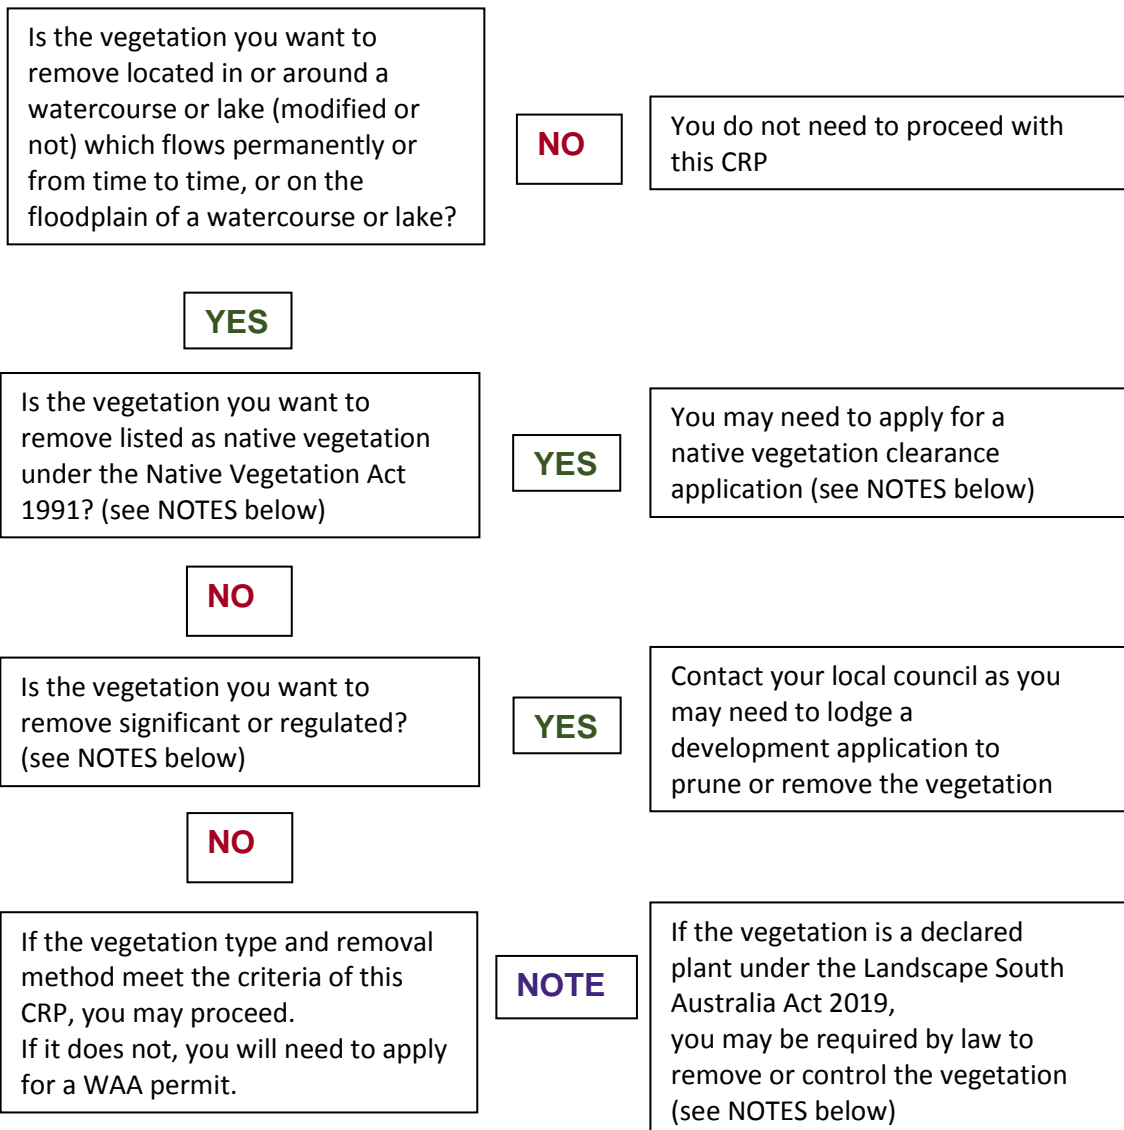 Is the vegetation you want to
remove located in or around a
watercourse or lake (modified or
not) which flows permanently or
from time to time, or on the
floodplain of a watercourse or lake?
NO
You do not need to proceed with
this CRP
YES
Is the vegetation you want to
remove listed as native vegetation
under the Native Vegetation Act
1991? (see NOTES below)
YES
You may need to apply for a
native vegetation clearance
application (see NOTES below)
NO
Is the vegetation you want to
remove significant or regulated?
(see NOTES below)
YES
Contact your local council as you
may need to lodge a
development application to
prune or remove the vegetation
NO
If the vegetation type and removal
method meet the criteria of this
CRP, you may proceed.
If it does not, you will need to apply
for a WAA permit.
NOTE
If the vegetation is a declared
plant under the Landscape South
Australia Act 2019,
you may be required by law to
remove or control the vegetation
(see NOTES below)